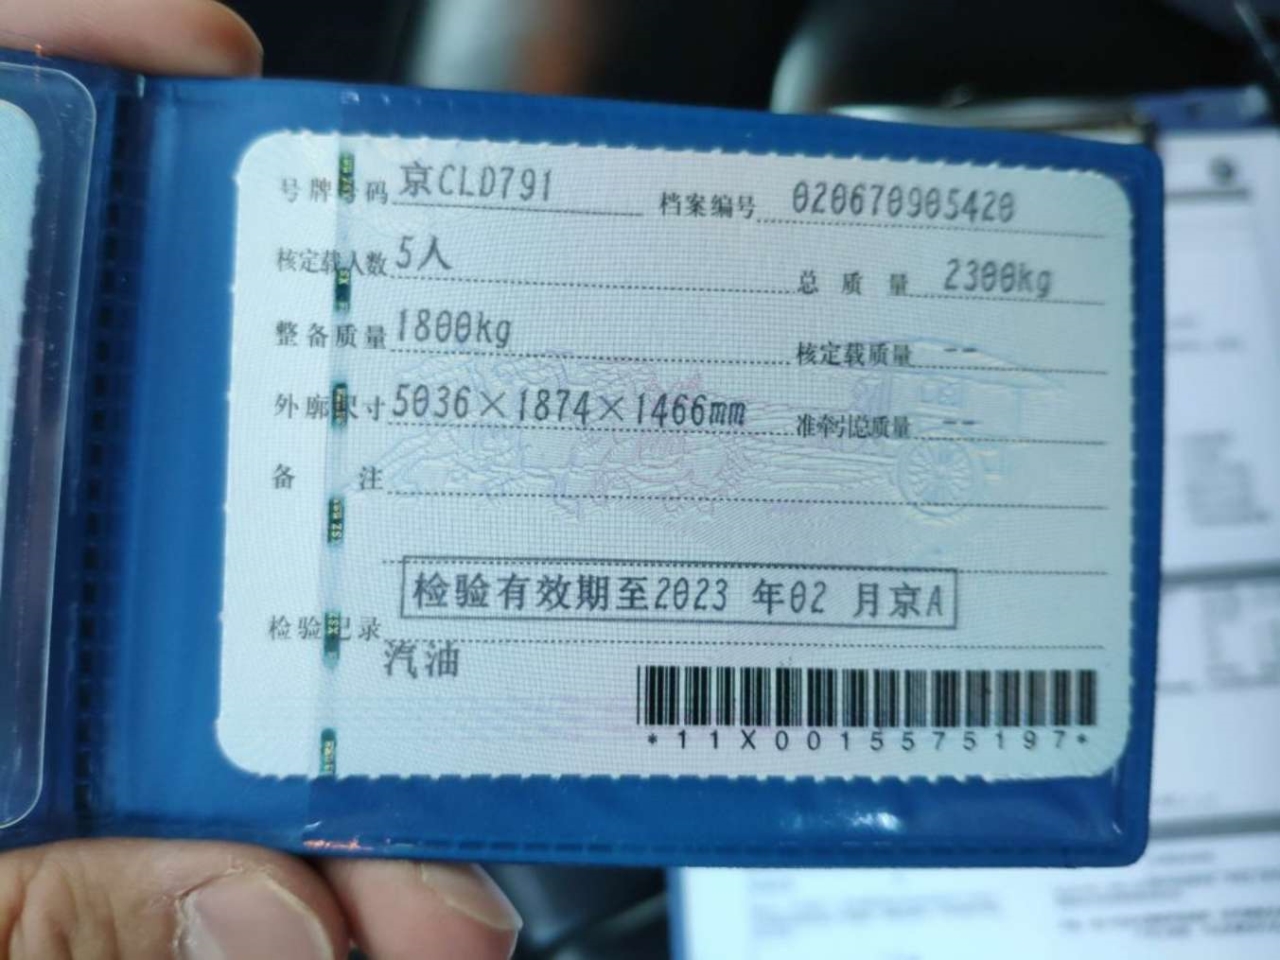 号牌号码 京CLD791 档案编号 020670905420
核定载人数 5人 总质量 2300kg
整备质量 1800kg 核定载质量 --
外廓尺寸 5036×1874×1466mm 准牵引总质量 --
备注
检验有效期至2023 年02 月京A
检验记录
汽油
*11X0015575197*